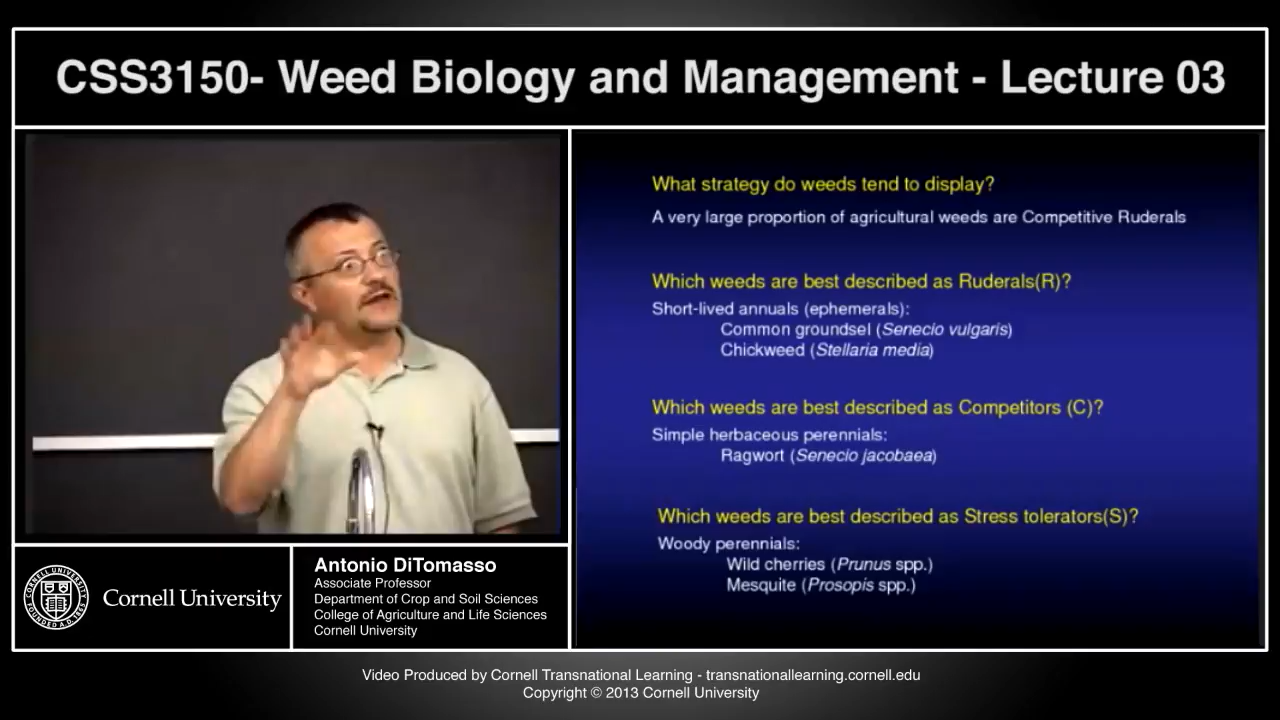 CSS3150- Weed Biology and Management - Lecture 03
What strategy do weeds tend to display?
A very large proportion of agricultural weeds are Competitive Ruderals
Which weeds are best described as Ruderals(R)?
Short-lived annuals (ephemerals):
Common groundsel (Senecio vulgaris)
Chickweed (Stellaria media)
Which weeds are best described as Competitors (C)?
Simple herbaceous perennials:
Ragwort (Senecio jacobaea)
Which weeds are best described as Stress tolerators(S)?
Woody perennials:
Wild cherries (Prunus spp.)
Mesquite (Prosopis spp.)
Cornell University
Antonio DiTomasso
Associate Professor
Department of Crop and Soil Sciences
College of Agriculture and Life Sciences
Cornell University
Video Produced by Cornell Transnational Learning - transnationallearning.cornell.edu
Copyright © 2013 Cornell University